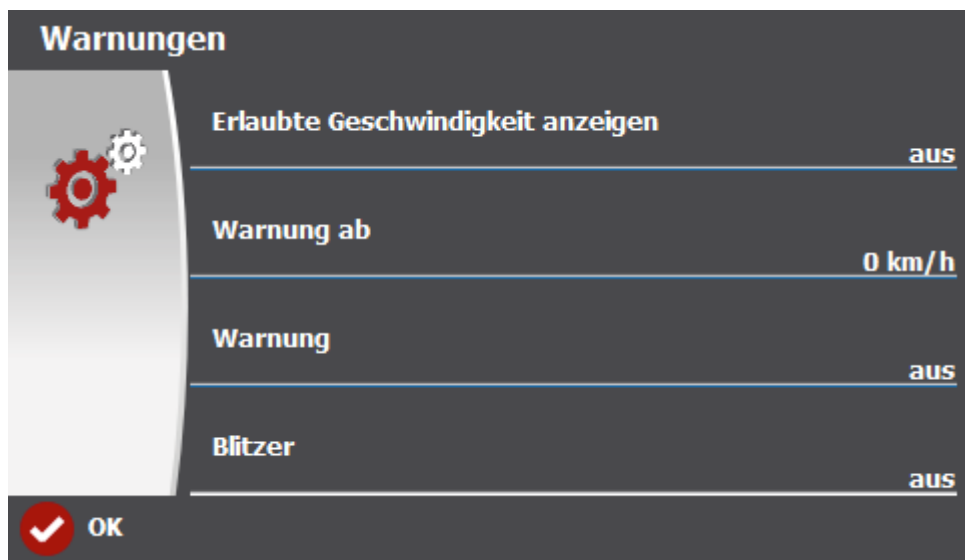 Warnungen
Erlaubte Geschwindigkeit anzeigen
aus
Warnung ab
0 km/h
Warnung
aus
Blitzer
aus
OK